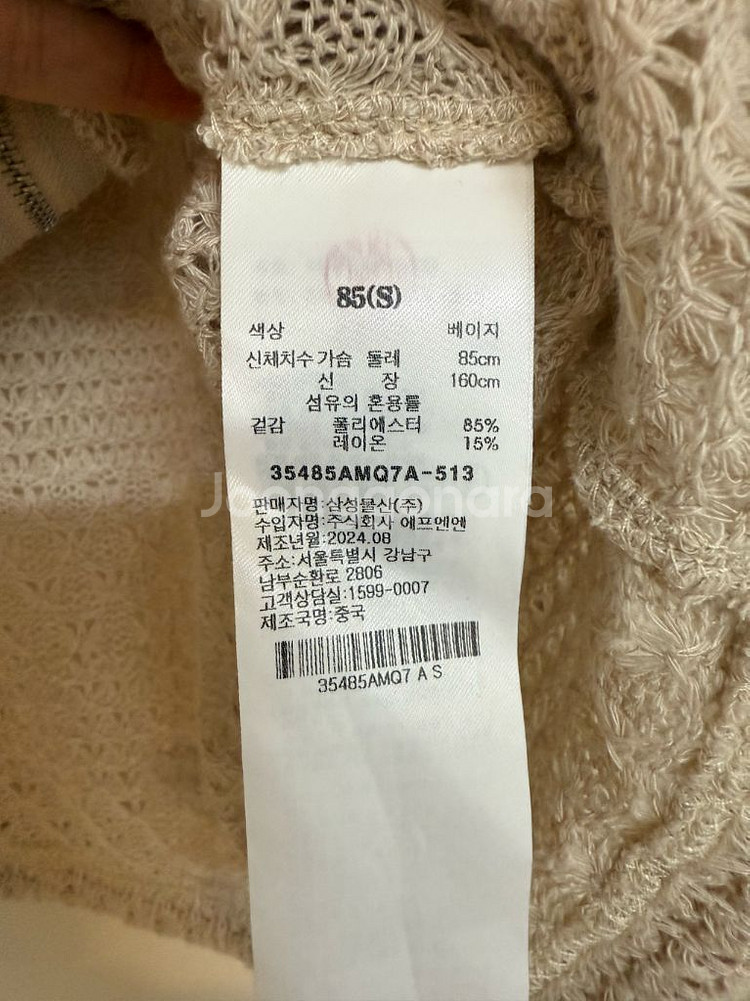 85(S)
색상 베이지
신체치수 가슴 둘레 85cm
신 장 160cm
섬유의 혼용률
겉감 폴리에스터 85%
레이온 15%
35485AMQ7A-513
판매자명:삼성물산(주)
수입자명:주식회사 에프엔엔
제조년월:2024.08
주소:서울특별시 강남구
남부순환로 2806
고객상담실:1599-0007
제조국명:중국
35485AMQ7 A S